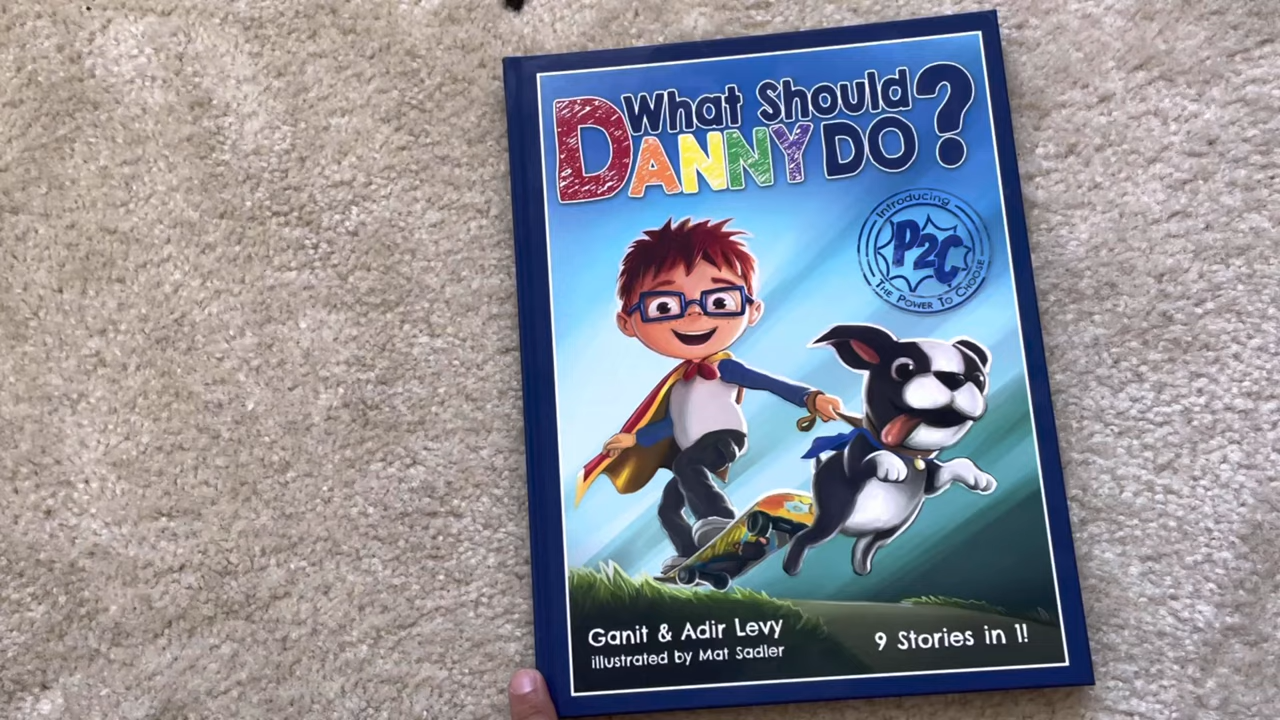 What Should
DANNY DO?
Introducing
P2C
THE POWER TO CHOOSE
Ganit & Adir Levy
illustrated by Mat Sadler
9 Stories in 1!